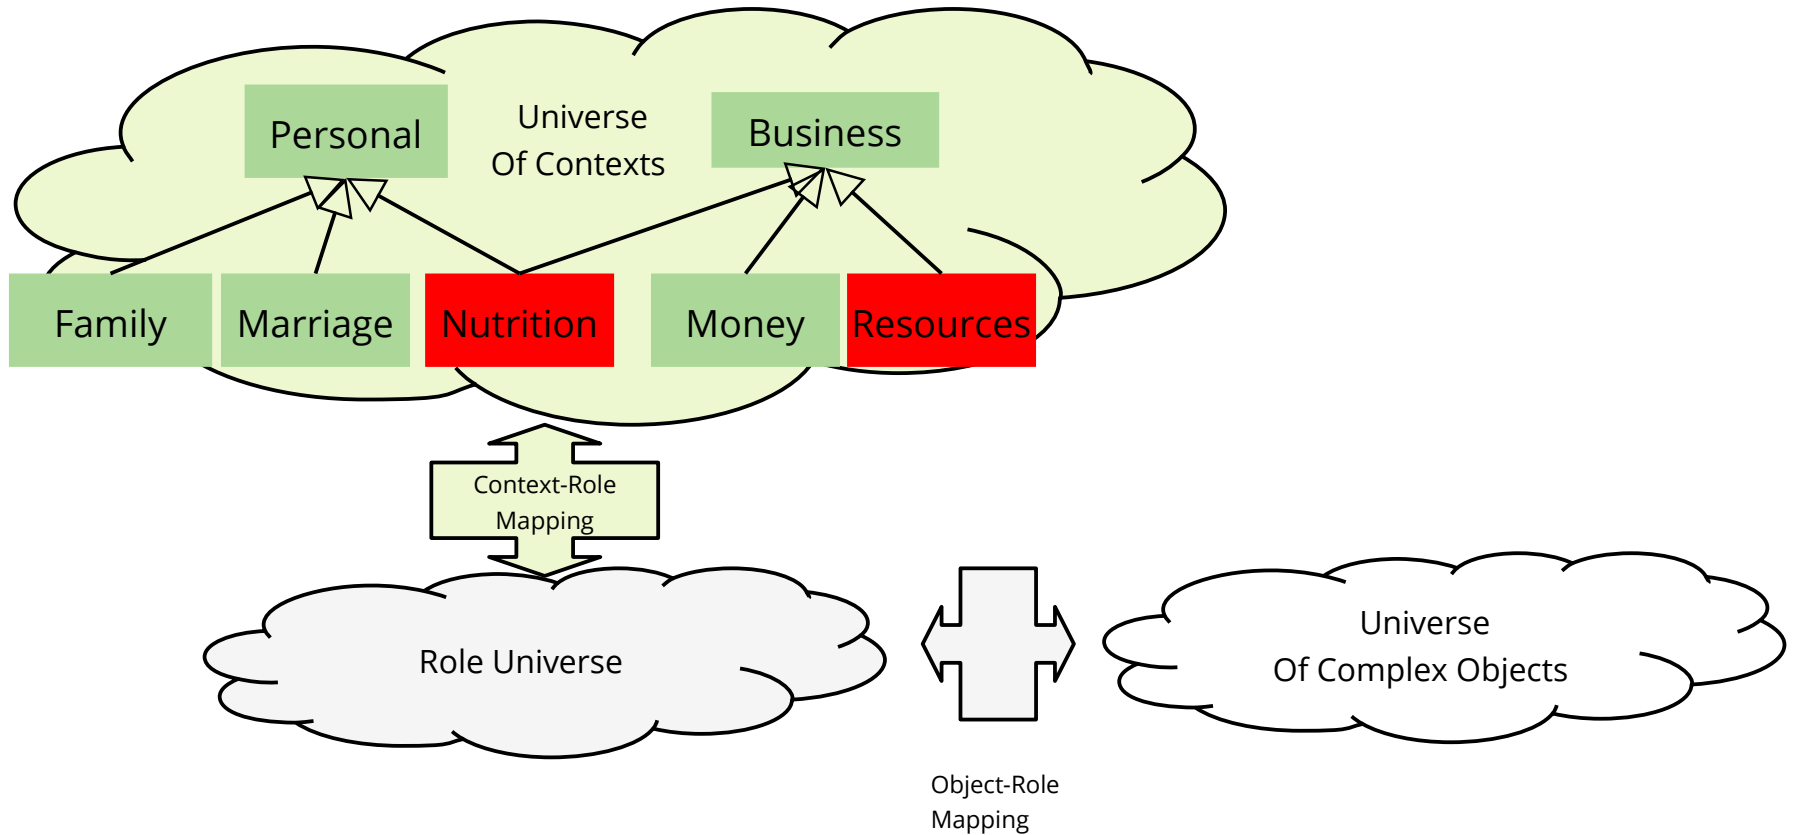 Universe
Of Contexts
Personal
Business
Family
Marriage
Nutrition
Money
Resources
Context-Role
Mapping
Role Universe
Universe
Of Complex Objects
Object-Role
Mapping